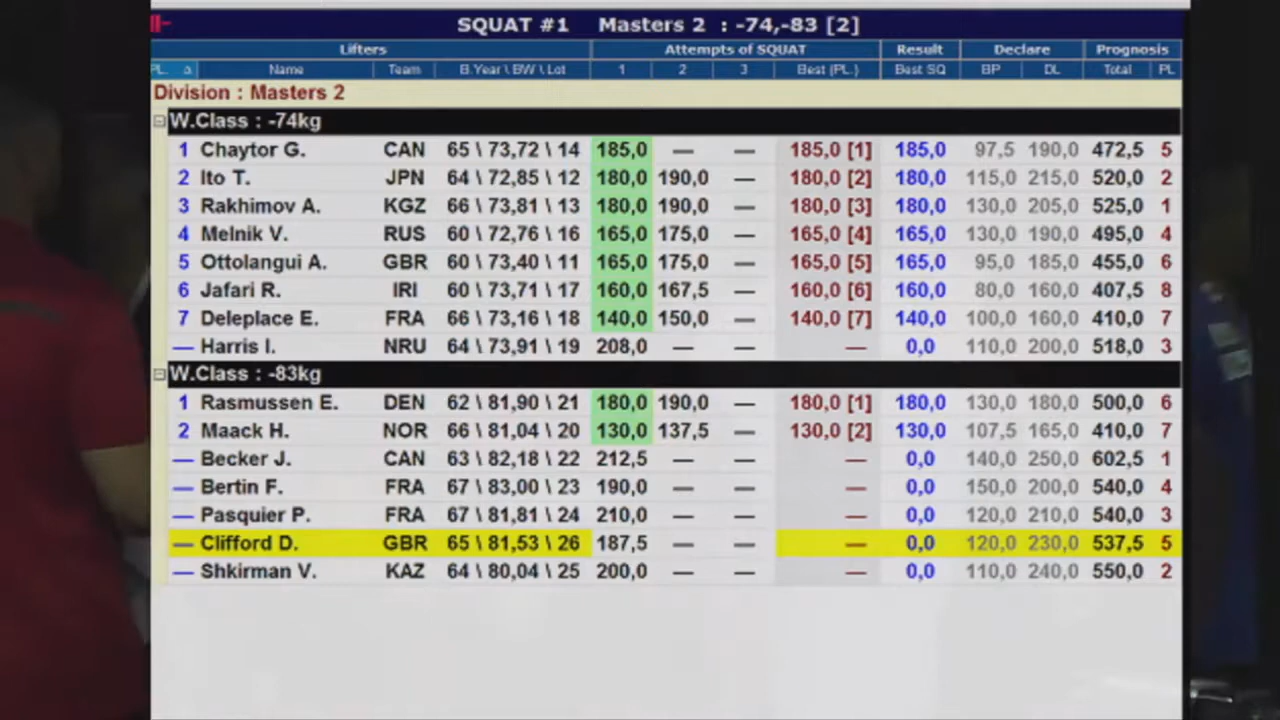 SQUAT #1 Masters 2 : -74,-83 [2]
Lifters Attempts of SQUAT Result Declare Prognosis
PL. Name Team B.Year \ BW \ Lot 1 2 3 Best (PL.) Best SQ BP DL Total PL
Division : Masters 2
W.Class : -74kg
1 Chaytor G. CAN 65 \ 73,72 \ 14 185,0 — — 185,0 [1] 185,0 97,5 190,0 472,5 5
2 Ito T. JPN 64 \ 72,85 \ 12 180,0 190,0 — 180,0 [2] 180,0 115,0 215,0 520,0 2
3 Rakhimov A. KGZ 66 \ 73,81 \ 13 180,0 190,0 — 180,0 [3] 180,0 130,0 205,0 525,0 1
4 Melnik V. RUS 60 \ 72,76 \ 16 165,0 175,0 — 165,0 [4] 165,0 130,0 190,0 495,0 4
5 Ottolangui A. GBR 60 \ 73,40 \ 11 165,0 175,0 — 165,0 [5] 165,0 95,0 185,0 455,0 6
6 Jafari R. IRI 60 \ 73,71 \ 17 160,0 167,5 — 160,0 [6] 160,0 80,0 160,0 407,5 8
7 Deleplace E. FRA 66 \ 73,16 \ 18 140,0 150,0 — 140,0 [7] 140,0 100,0 160,0 410,0 7
— Harris I. NRU 64 \ 73,91 \ 19 208,0 — — — 0,0 110,0 200,0 518,0 3
W.Class : -83kg
1 Rasmussen E. DEN 62 \ 81,90 \ 21 180,0 190,0 — 180,0 [1] 180,0 130,0 180,0 500,0 6
2 Maack H. NOR 66 \ 81,04 \ 20 130,0 137,5 — 130,0 [2] 130,0 107,5 165,0 410,0 7
— Becker J. CAN 63 \ 82,18 \ 22 212,5 — — — 0,0 140,0 250,0 602,5 1
— Bertin F. FRA 67 \ 83,00 \ 23 190,0 — — — 0,0 150,0 200,0 540,0 4
— Pasquier P. FRA 67 \ 81,81 \ 24 210,0 — — — 0,0 120,0 210,0 540,0 3
— Clifford D. GBR 65 \ 81,53 \ 26 187,5 — — — 0,0 120,0 230,0 537,5 5
— Shkirman V. KAZ 64 \ 80,04 \ 25 200,0 — — — 0,0 110,0 240,0 550,0 2